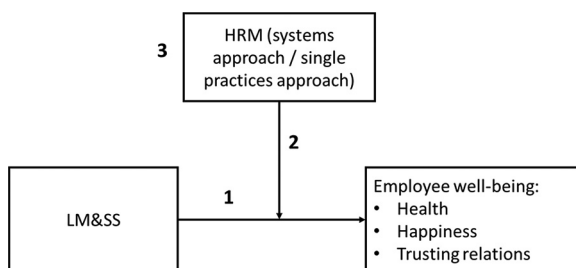 3
HRM (systems
approach / single
practices approach)
2
1
LM&SS
Employee well-being:
• Health
• Happiness
• Trusting relations